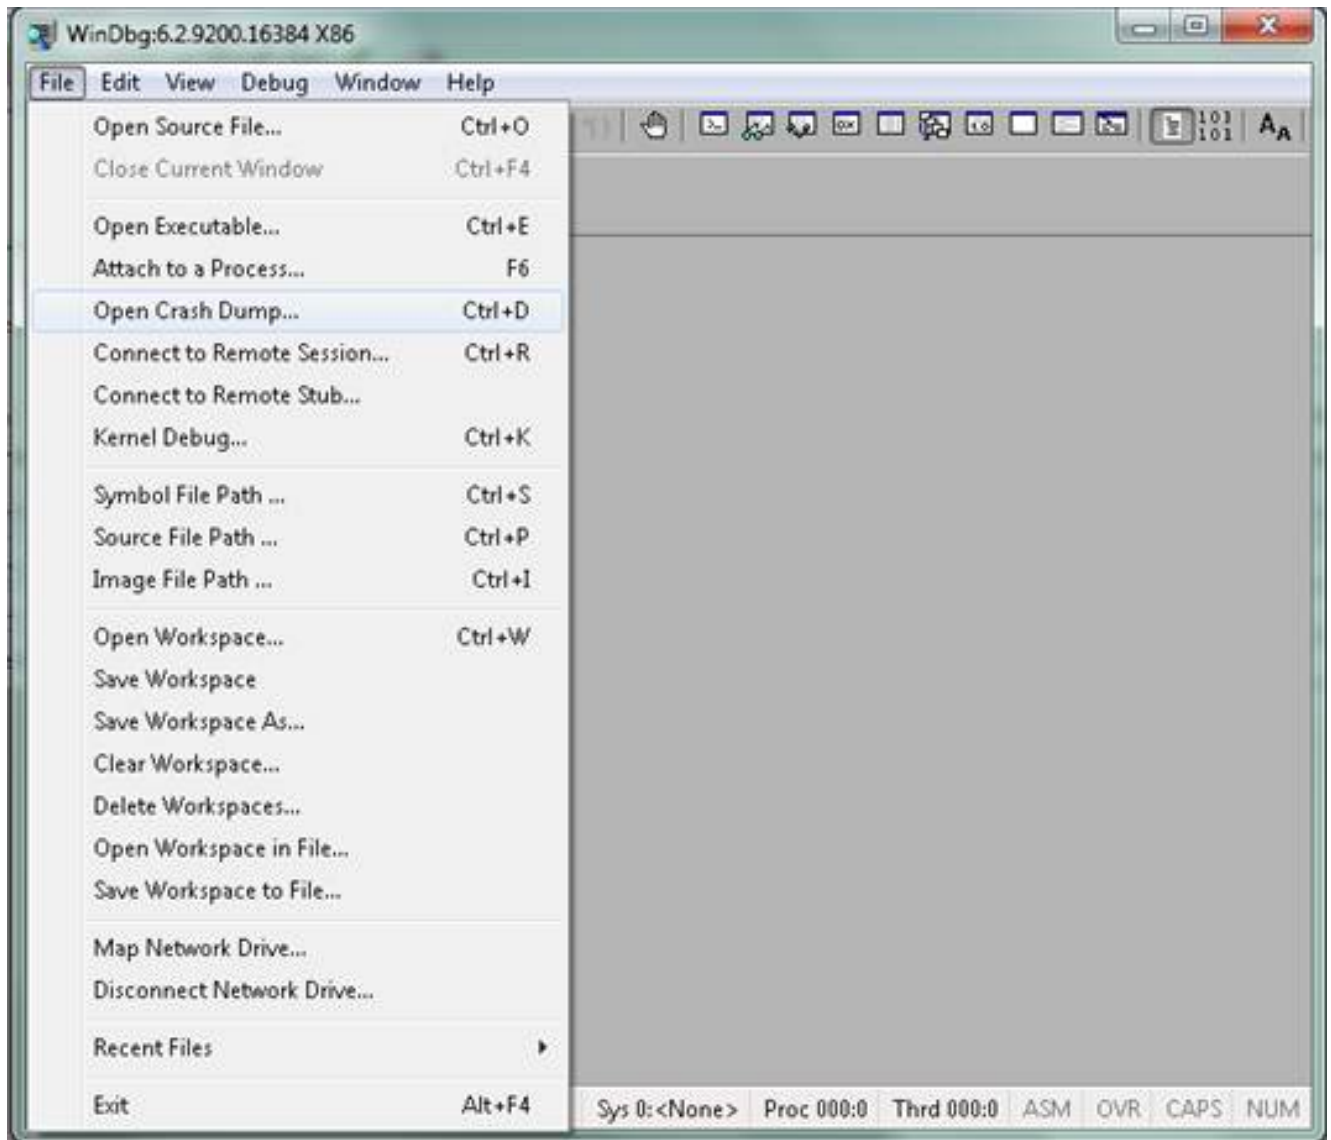 WinDbg:6.2.9200.16384 X86
File Edit View Debug Window Help
Open Source File... Ctrl+O
Close Current Window Ctrl+F4
Open Executable... Ctrl+E
Attach to a Process... F6
Open Crash Dump... Ctrl+D
Connect to Remote Session... Ctrl+R
Connect to Remote Stub...
Kernel Debug... Ctrl+K
Symbol File Path ... Ctrl+S
Source File Path ... Ctrl+P
Image File Path ... Ctrl+I
Open Workspace... Ctrl+W
Save Workspace
Save Workspace As...
Clear Workspace...
Delete Workspaces...
Open Workspace in File...
Save Workspace to File...
Map Network Drive...
Disconnect Network Drive...
Recent Files
Exit Alt+F4
101
101
AA
Sys 0:<None> Proc 000:0 Thrd 000:0 ASM OVR CAPS NUM